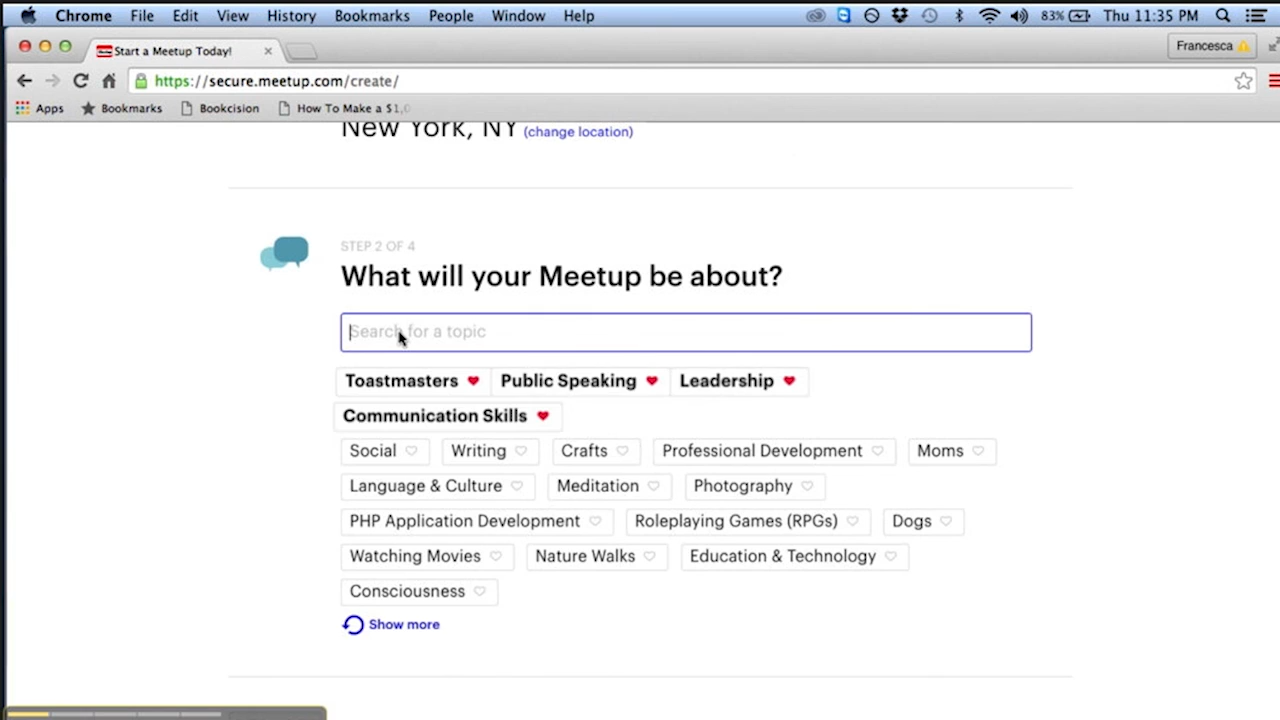 Chrome File Edit View History Bookmarks People Window Help 83% Thu 11:35 PM
Start a Meetup Today! Francesca
https://secure.meetup.com/create/
Apps Bookmarks Bookcision How To Make a $1,0
New York, NY (change location)
STEP 2 OF 4
What will your Meetup be about?
Search for a topic
Toastmasters Public Speaking Leadership
Communication Skills
Social Writing Crafts Professional Development Moms
Language & Culture Meditation Photography
PHP Application Development Roleplaying Games (RPGs) Dogs
Watching Movies Nature Walks Education & Technology
Consciousness
Show more